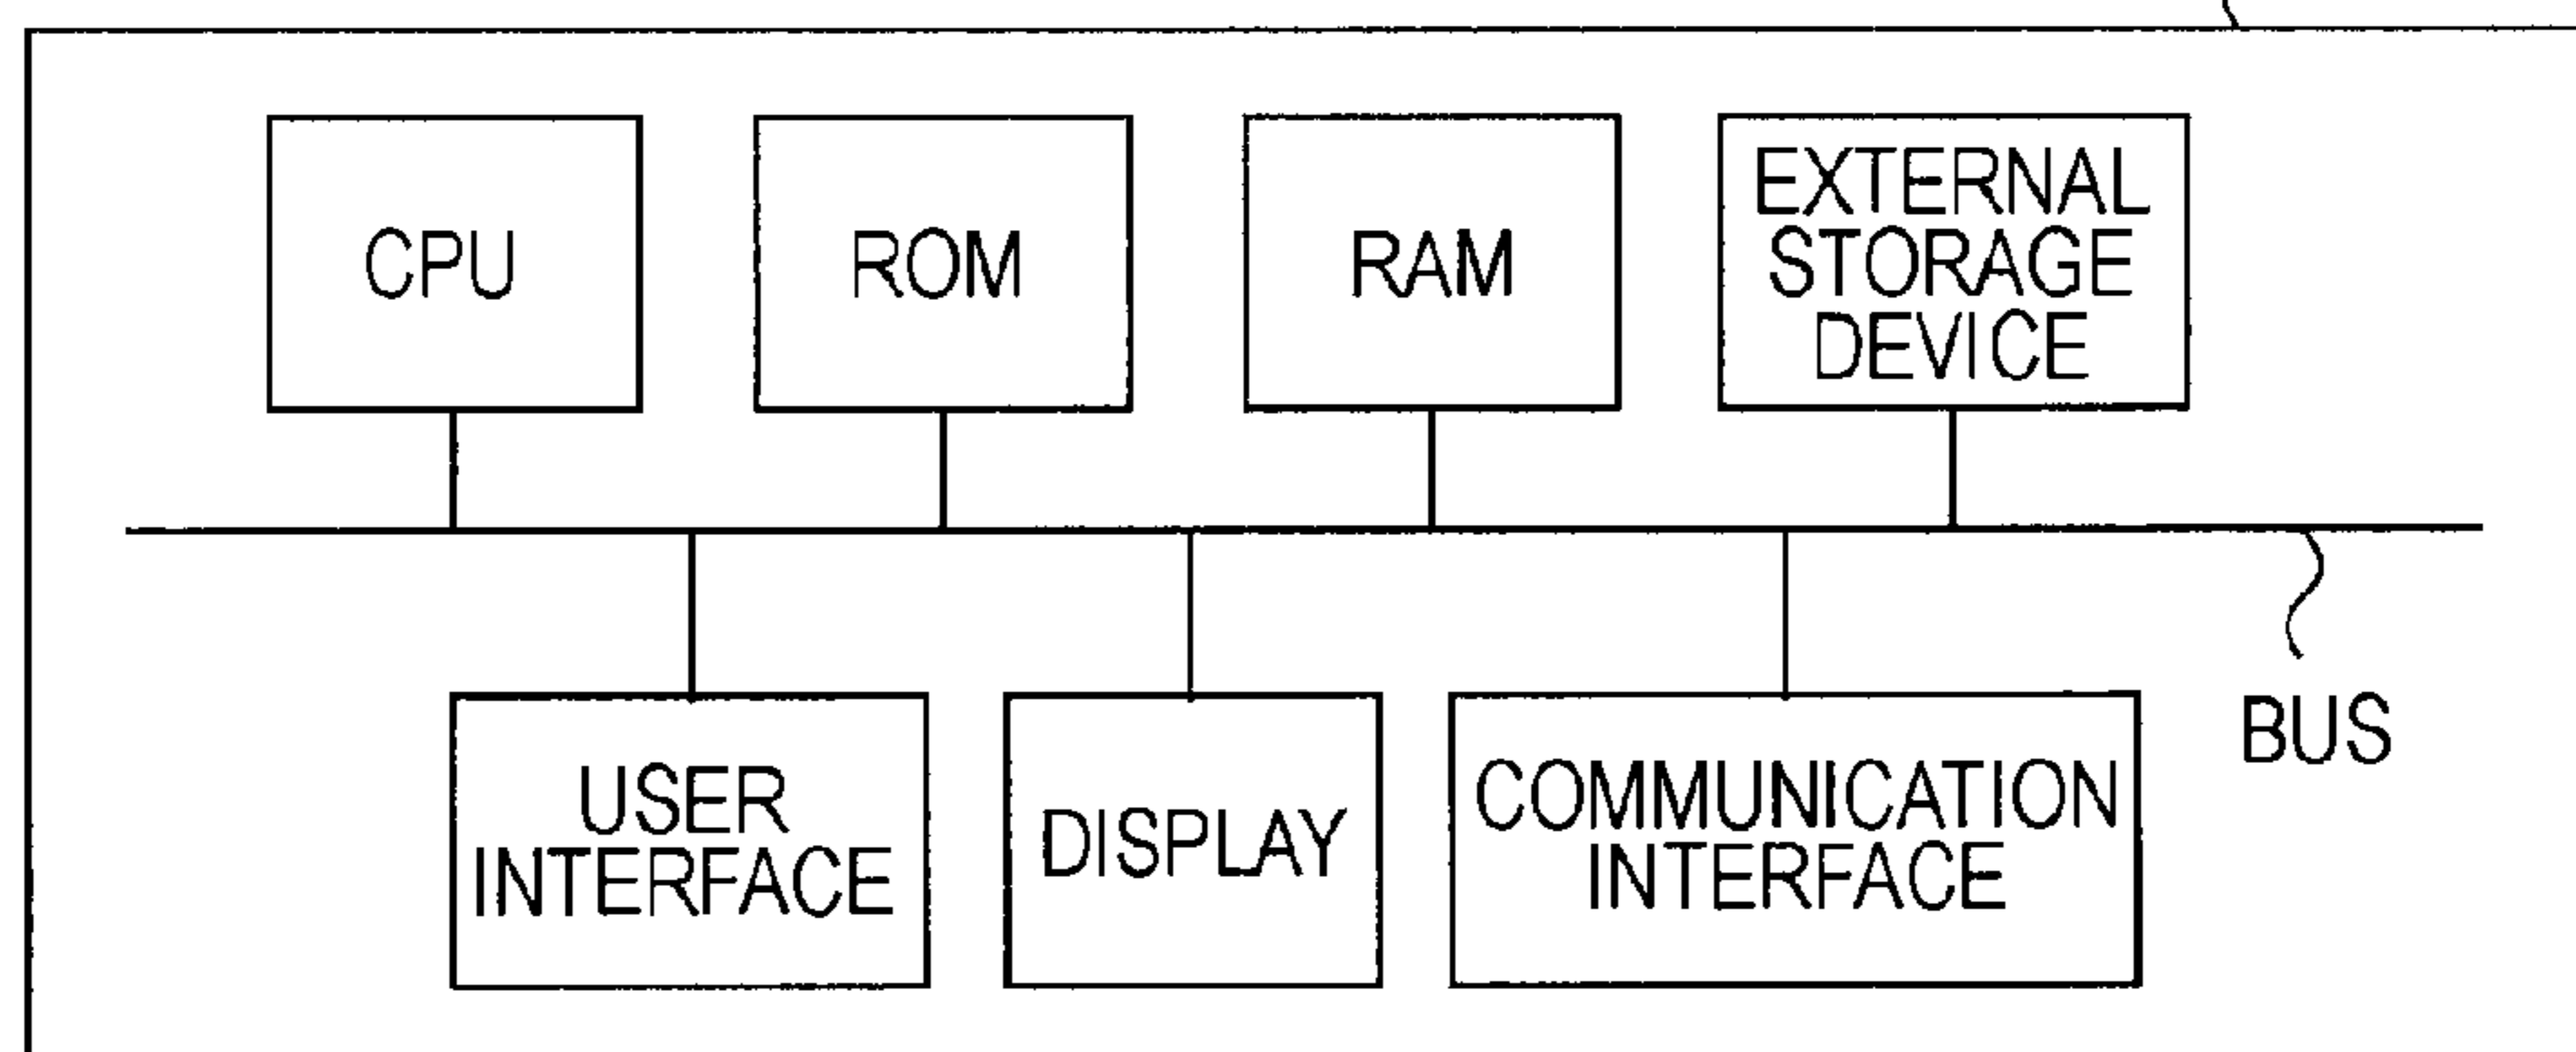 CPU
ROM
RAM
EXTERNAL
STORAGE
DEVICE
USER
INTERFACE
DISPLAY
COMMUNICATION
INTERFACE
BUS